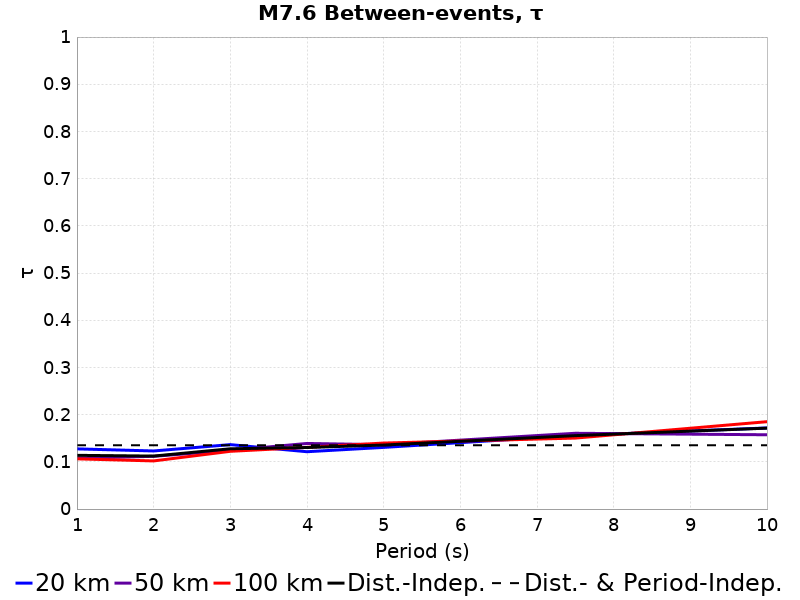 M7.6 Between-events, τ
1
0.9
0.8
0.7
0.6
0.5
0.4
0.3
0.2
0.1
0
τ
1 2 3 4 5 6 7 8 9 10
Period (s)
20 km 50 km 100 km Dist.-Indep. Dist.- & Period-Indep.